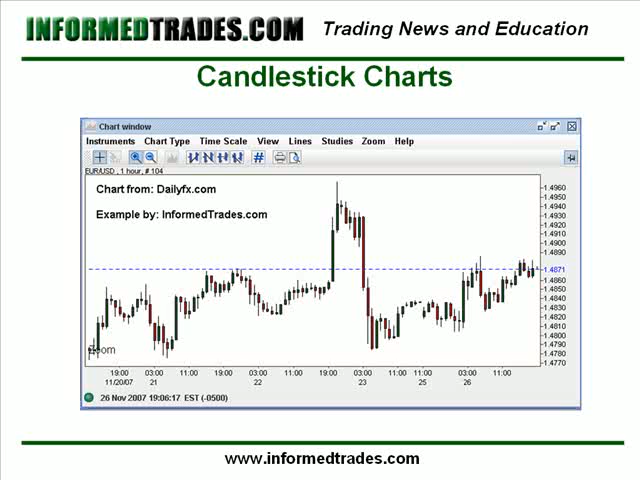 INFORMEDTRADES.COM Trading News and Education
Candlestick Charts
Chart window
Instruments Chart Type Time Scale View Lines Studies Zoom Help
EUR/USD , 1 hour, # 104
Chart from: Dailyfx.com
Example by: InformedTrades.com
1.4960
1.4950
1.4940
1.4930
1.4920
1.4910
1.4900
1.4890
1.4871
1.4860
1.4850
1.4840
1.4830
1.4820
1.4810
1.4800
1.4790
1.4780
1.4770
Zoom
19:00 03:00 11:00 19:00 03:00 11:00 19:00 03:00 11:00 11:00 03:00 11:00
11/20/07 21 22 23 25 26
26 Nov 2007 19:06:17 EST (-0500)
www.informedtrades.com